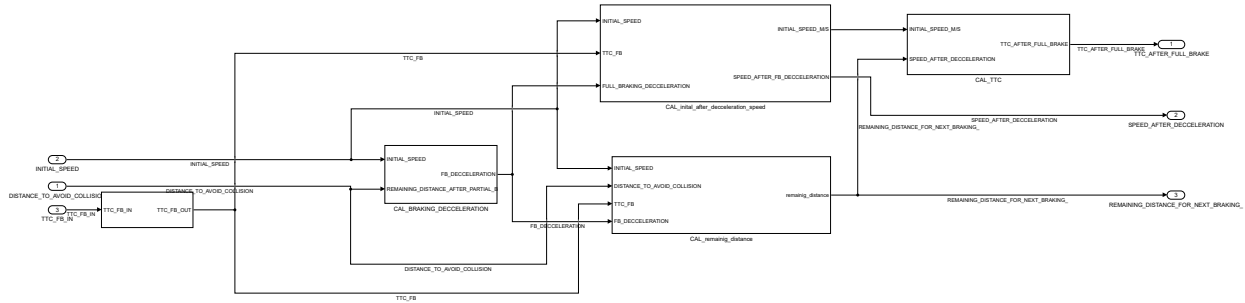 INITIAL_SPEED
TTC_FB
FULL_BRAKING_DECCELERATION
INITIAL_SPEED_M/S
SPEED_AFTER_FB_DECCELERATION
CAL_inital_after_decceleration_speed
INITIAL_SPEED_M/S
SPEED_AFTER_DECCELERATION
TTC_AFTER_FULL_BRAKE
CAL_TTC
TTC_AFTER_FULL_BRAKE
1
TTC_AFTER_FULL_BRAKE
TTC_FB
INITIAL_SPEED
SPEED_AFTER_DECCELERATION
2
SPEED_AFTER_DECCELERATION
REMAINING_DISTANCE_FOR_NEXT_BRAKING_
2
INITIAL_SPEED
INITIAL_SPEED
INITIAL_SPEED
REMAINING_DISTANCE_AFTER_PARTIAL_B
FB_DECCELERATION
CAL_BRAKING_DECCELERATION
1
DISTANCE_TO_AVOID_COLLISION
DISTANCE_TO_AVOID_COLLISION
3
TTC_FB_IN
TTC_FB_IN
TTC_FB_IN
TTC_FB_OUT
INITIAL_SPEED
DISTANCE_TO_AVOID_COLLISION
TTC_FB
FB_DECCELERATION
remainig_distance
CAL_remainig_distance
FB_DECCELERATION
DISTANCE_TO_AVOID_COLLISION
TTC_FB
REMAINING_DISTANCE_FOR_NEXT_BRAKING_
3
REMAINING_DISTANCE_FOR_NEXT_BRAKING_